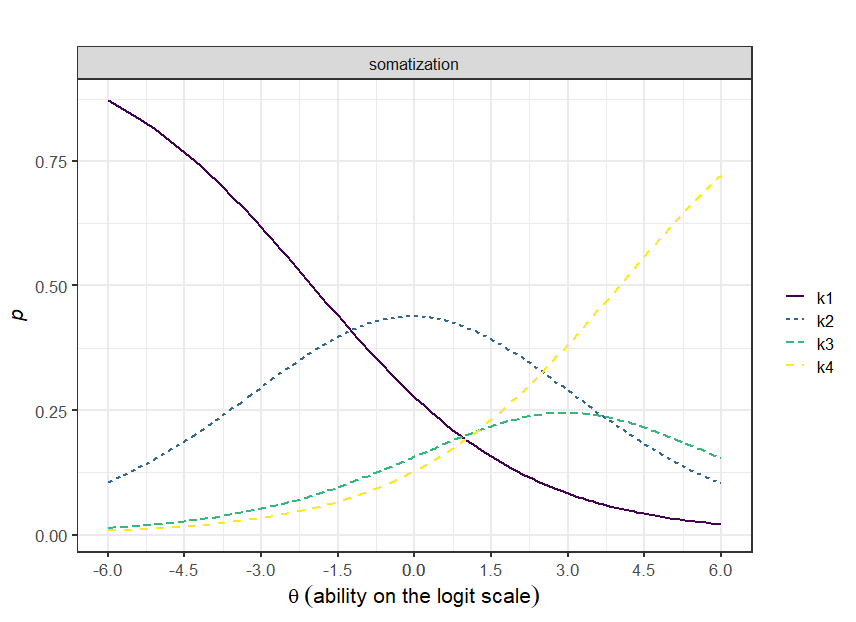 somatization
0.75
0.50
0.25
0.00
p
-6.0 -4.5 -3.0 -1.5 0.0 1.5 3.0 4.5 6.0
θ (ability on the logit scale)
k1
k2
k3
k4